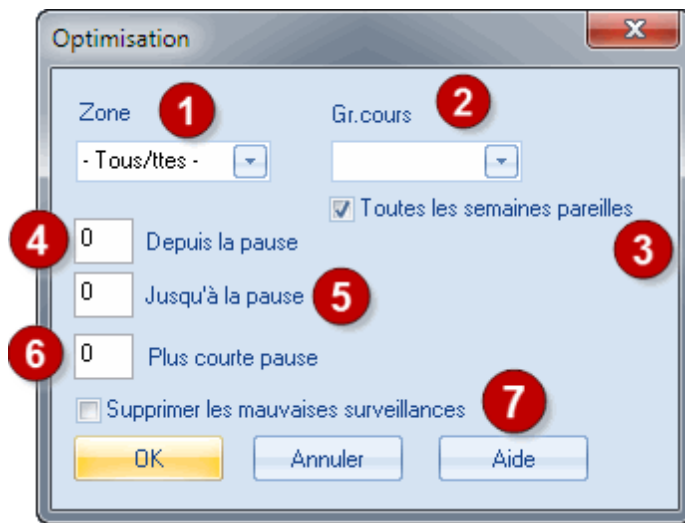 Optimisation
Zone 1 Gr.cours 2
- Tous/ttes -
Toutes les semaines pareilles
3
4 0 Depuis la pause
0 Jusqu'à la pause 5
6 0 Plus courte pause
Supprimer les mauvaises surveillances 7
OK Annuler Aide